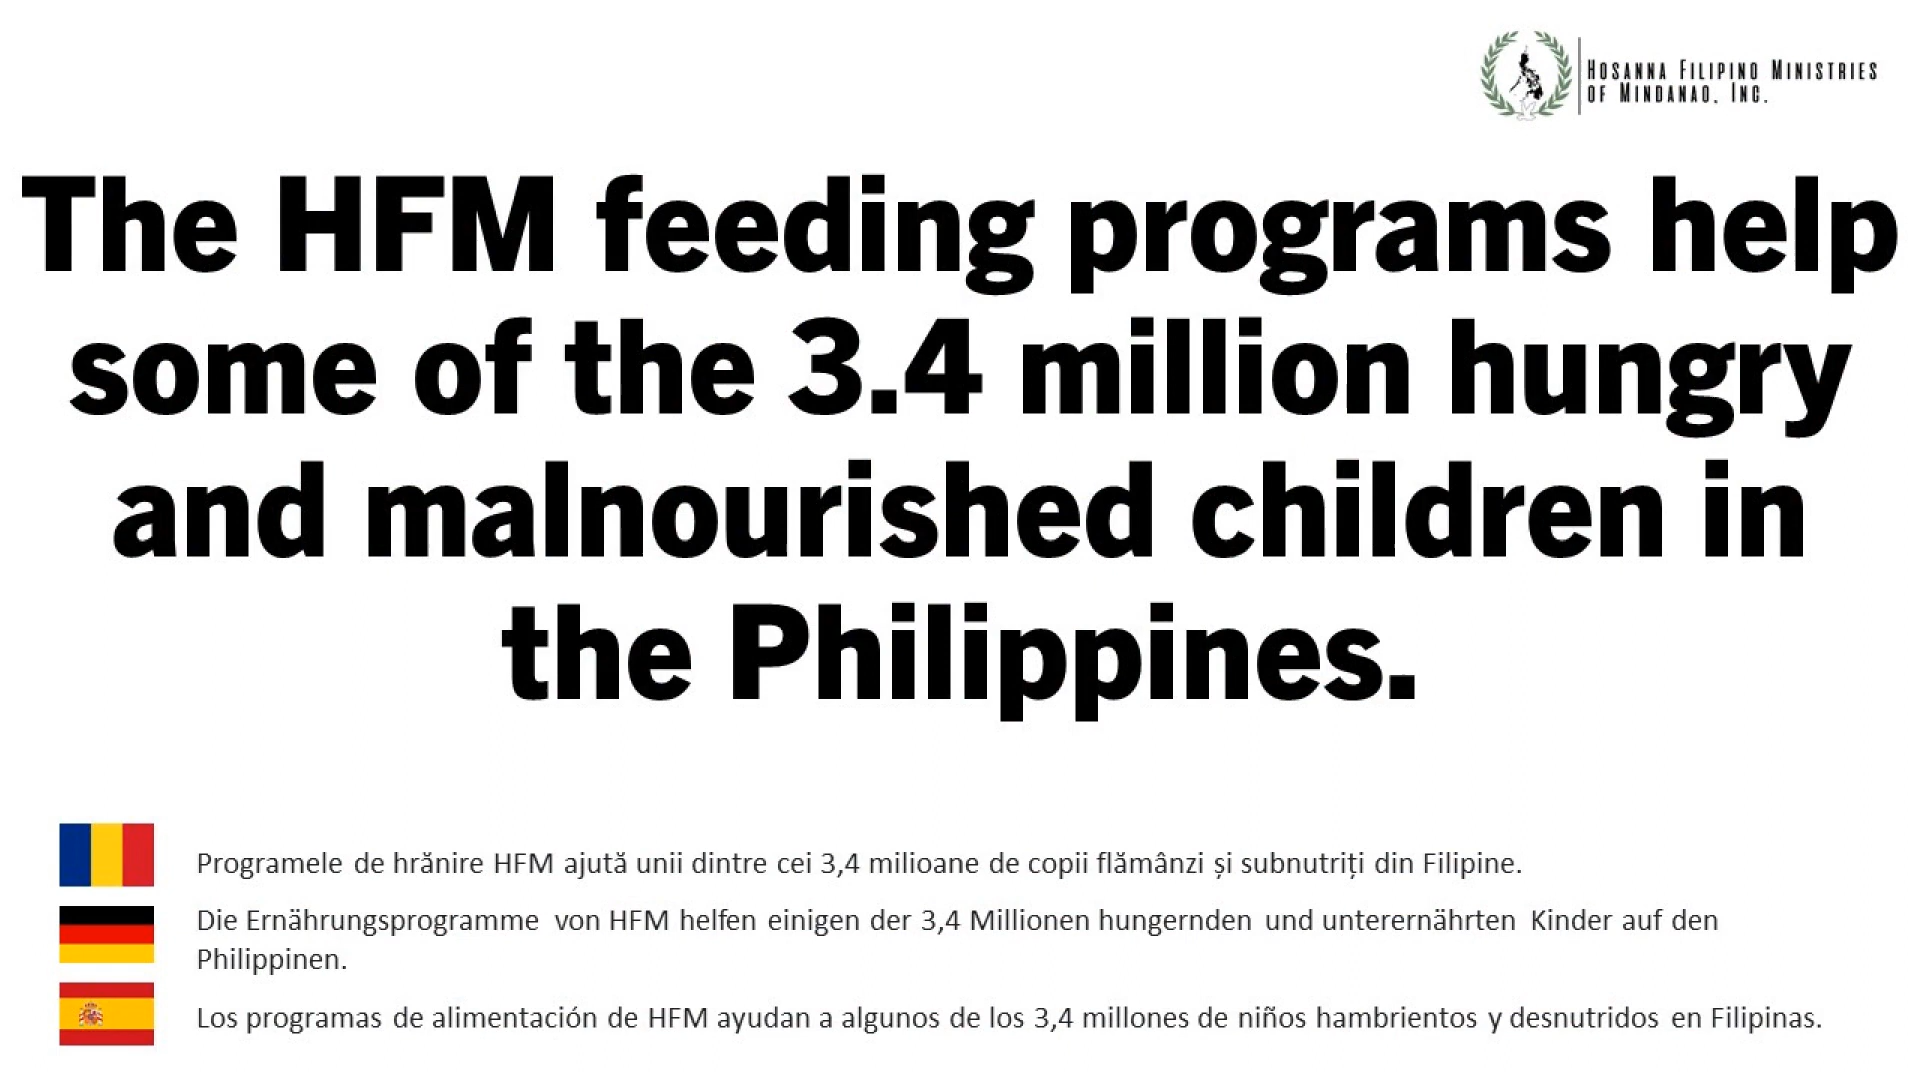 HOSANNA FILIPINO MINISTRIES
OF MINDANAO, INC.
The HFM feeding programs help
some of the 3.4 million hungry
and malnourished children in
the Philippines.
Programele de hrănire HFM ajută unii dintre cei 3,4 milioane de copii flămânzi și subnutriți din Filipine.
Die Ernährungsprogramme von HFM helfen einigen der 3,4 Millionen hungernden und unterernährten Kinder auf den
Philippinen.
Los programas de alimentación de HFM ayudan a algunos de los 3,4 millones de niños hambrientos y desnutridos en Filipinas.